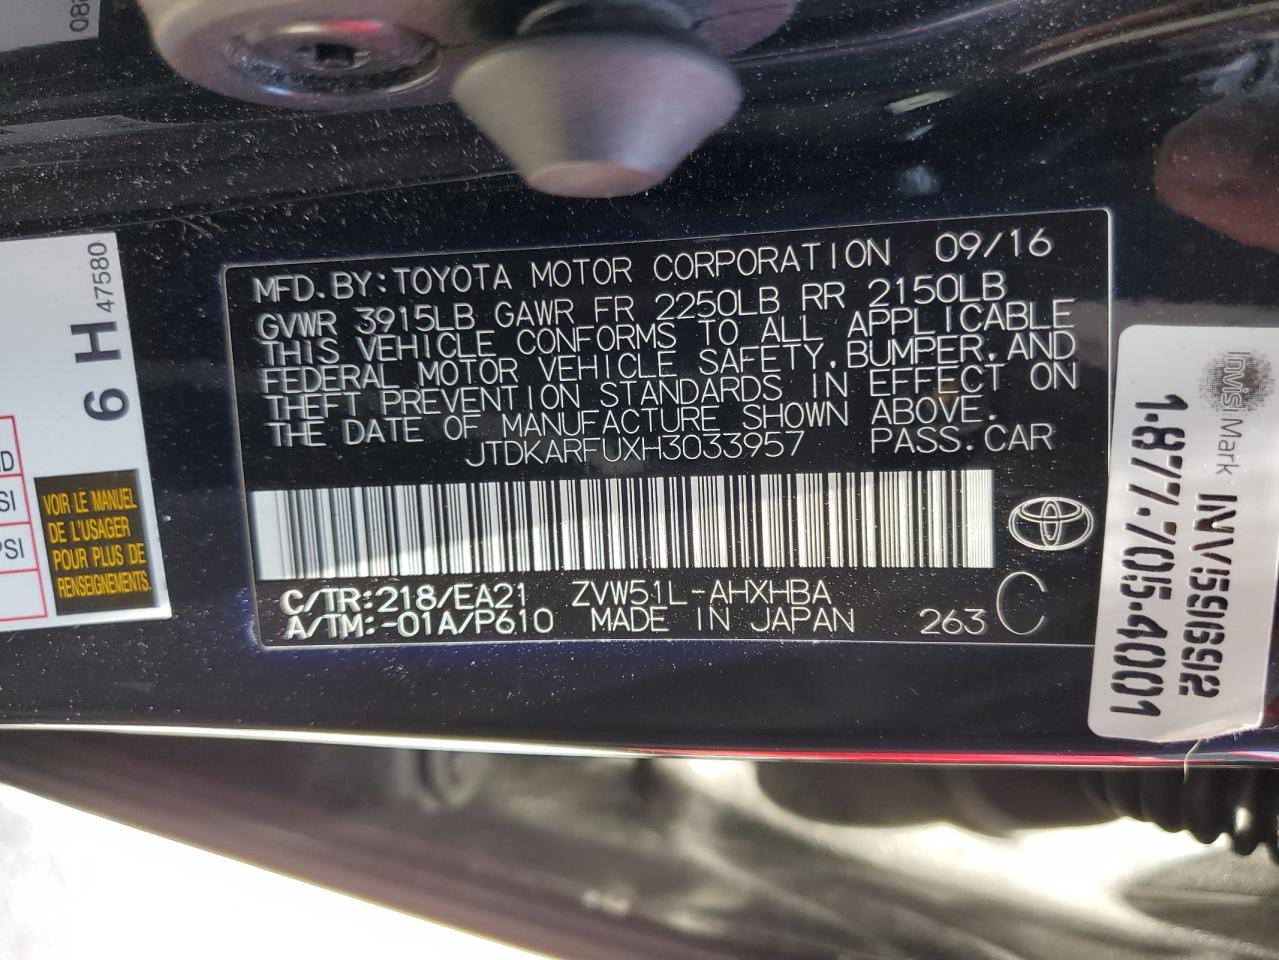 MFD.BY:TOYOTA MOTOR CORPORATION 09/16
GVWR 3915LB GAWR FR 2250LB RR 2150LB
THIS VEHICLE CONFORMS TO ALL APPLICABLE
FEDERAL MOTOR VEHICLE SAFETY,BUMPER,AND
THEFT PREVENTION STANDARDS IN EFFECT ON
THE DATE OF MANUFACTURE SHOWN ABOVE.
JTDKARFUXH3033957 PASS.CAR
C/TR:218/EA21 ZVW51L-AHXHBA
A/TM:-01A/P610 MADE IN JAPAN 263 C
6 H 47580
VOIR LE MANUEL
DE L'USAGER
POUR PLUS DE
RENSEIGNEMENTS
PSI
InVisiMark INV596692
1.877.705.4001